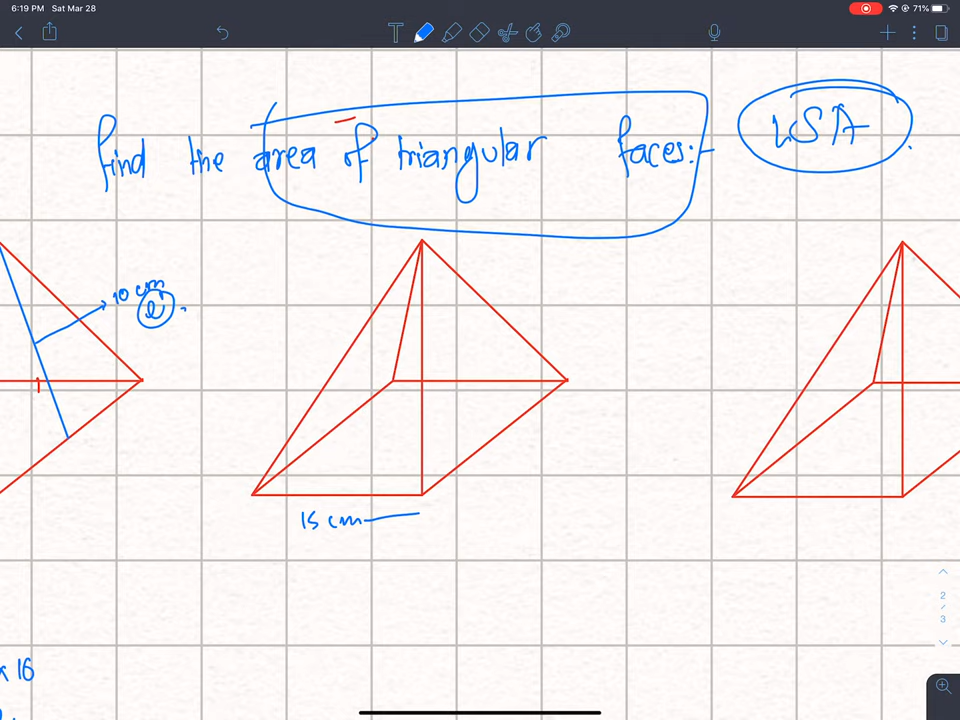 6:19 PM Sat Mar 28
71%
T
find the area of triangular faces:-
LSA
10 cm
15 cm
2
3
x 16